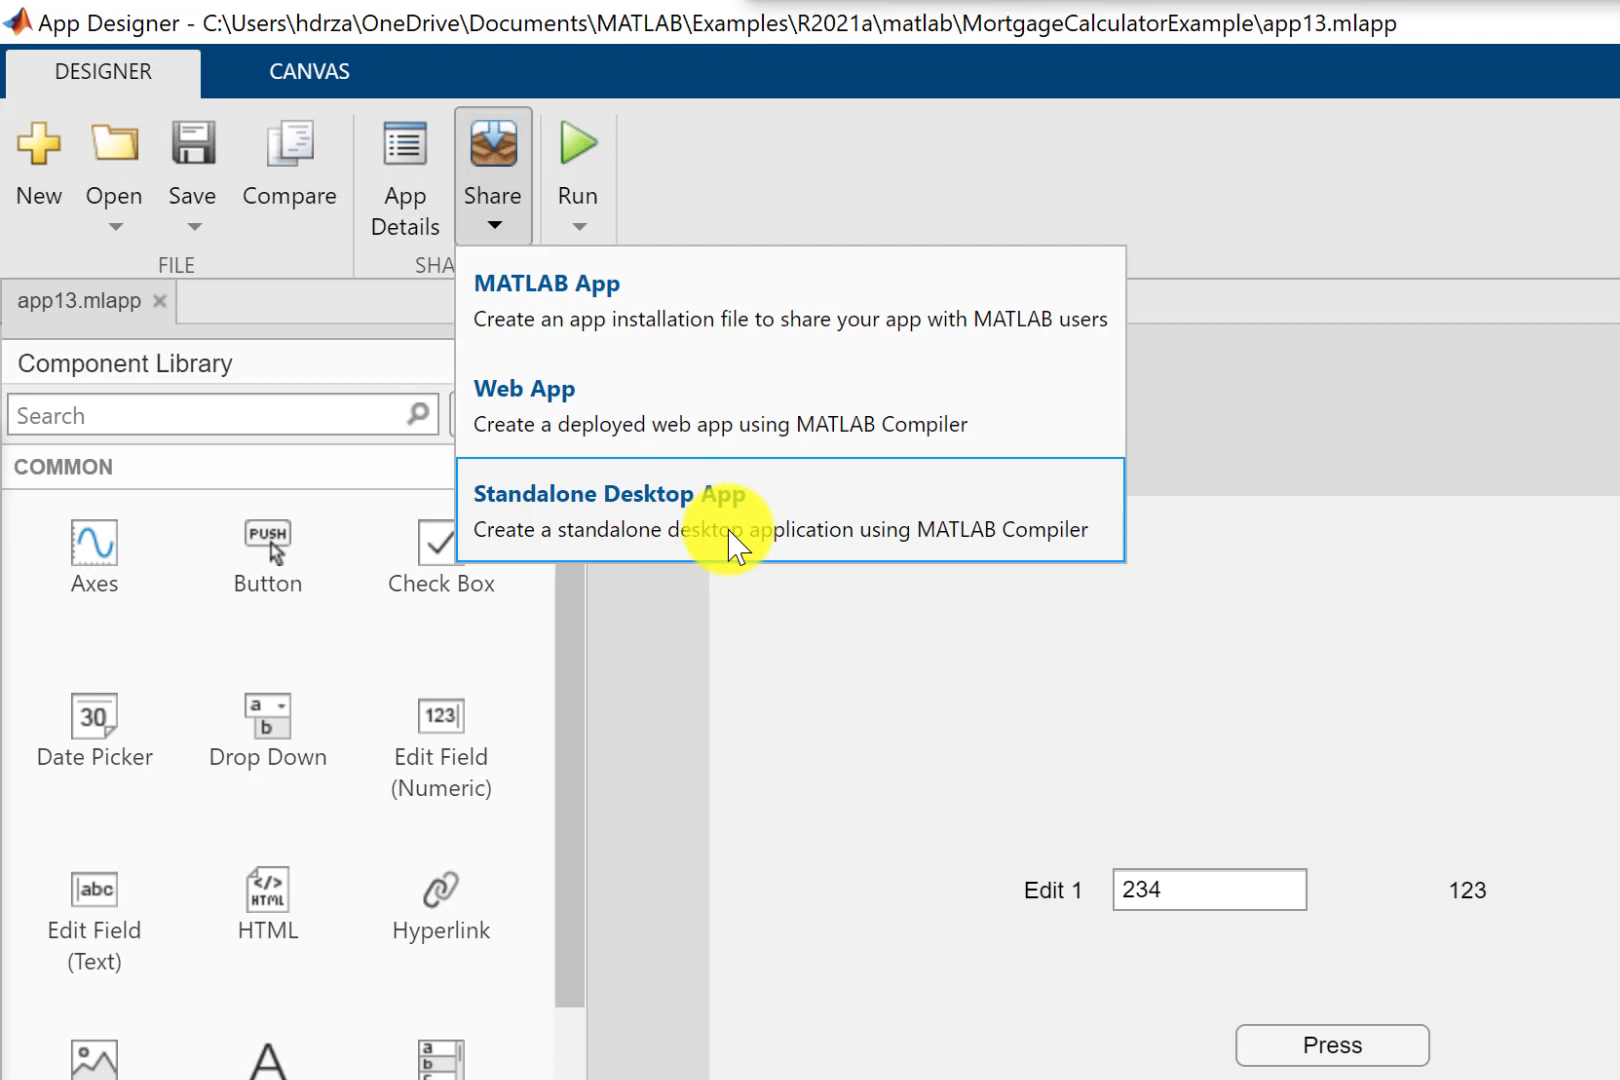 App Designer - C:\Users\hdrza\OneDrive\Documents\MATLAB\Examples\R2021a\matlab\MortgageCalculatorExample\app13.mlapp
DESIGNER CANVAS
New Open Save Compare App Details Share Run
FILE SHA
MATLAB App
Create an app installation file to share your app with MATLAB users
Web App
Create a deployed web app using MATLAB Compiler
Standalone Desktop App
Create a standalone desktop application using MATLAB Compiler
app13.mlapp
Component Library
Search
COMMON
PUSH
Axes Button Check Box
30 a b 123
Date Picker Drop Down Edit Field
(Numeric)
abc </> HTML
Edit Field HTML Hyperlink
(Text)
A a b
Edit 1 234 123
Press